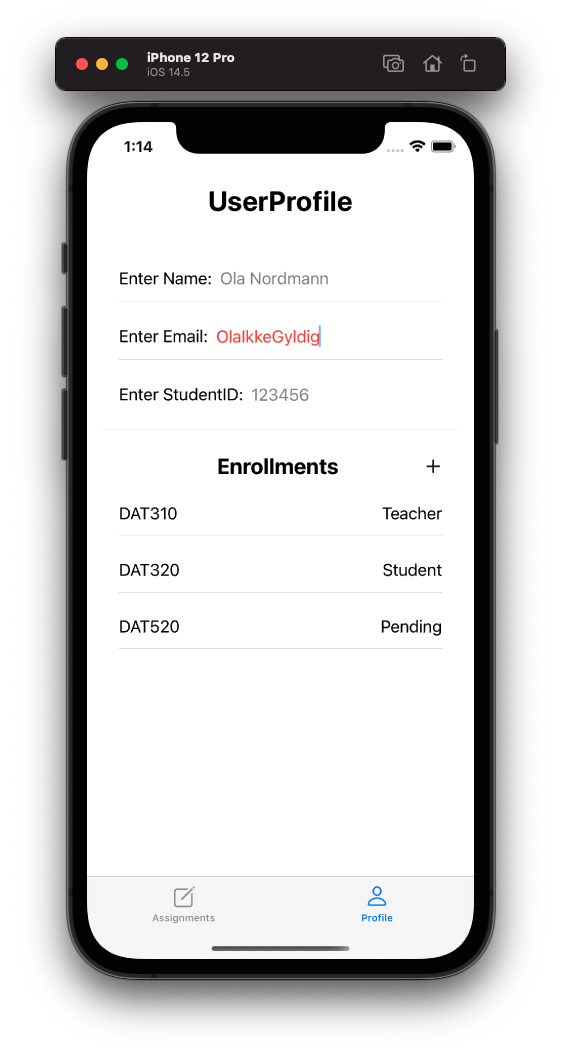 iPhone 12 Pro
iOS 14.5
1:14
UserProfile
Enter Name: Ola Nordmann
Enter Email: OlaIkkeGyldig
Enter StudentID: 123456
Enrollments +
DAT310 Teacher
DAT320 Student
DAT520 Pending
Assignments Profile